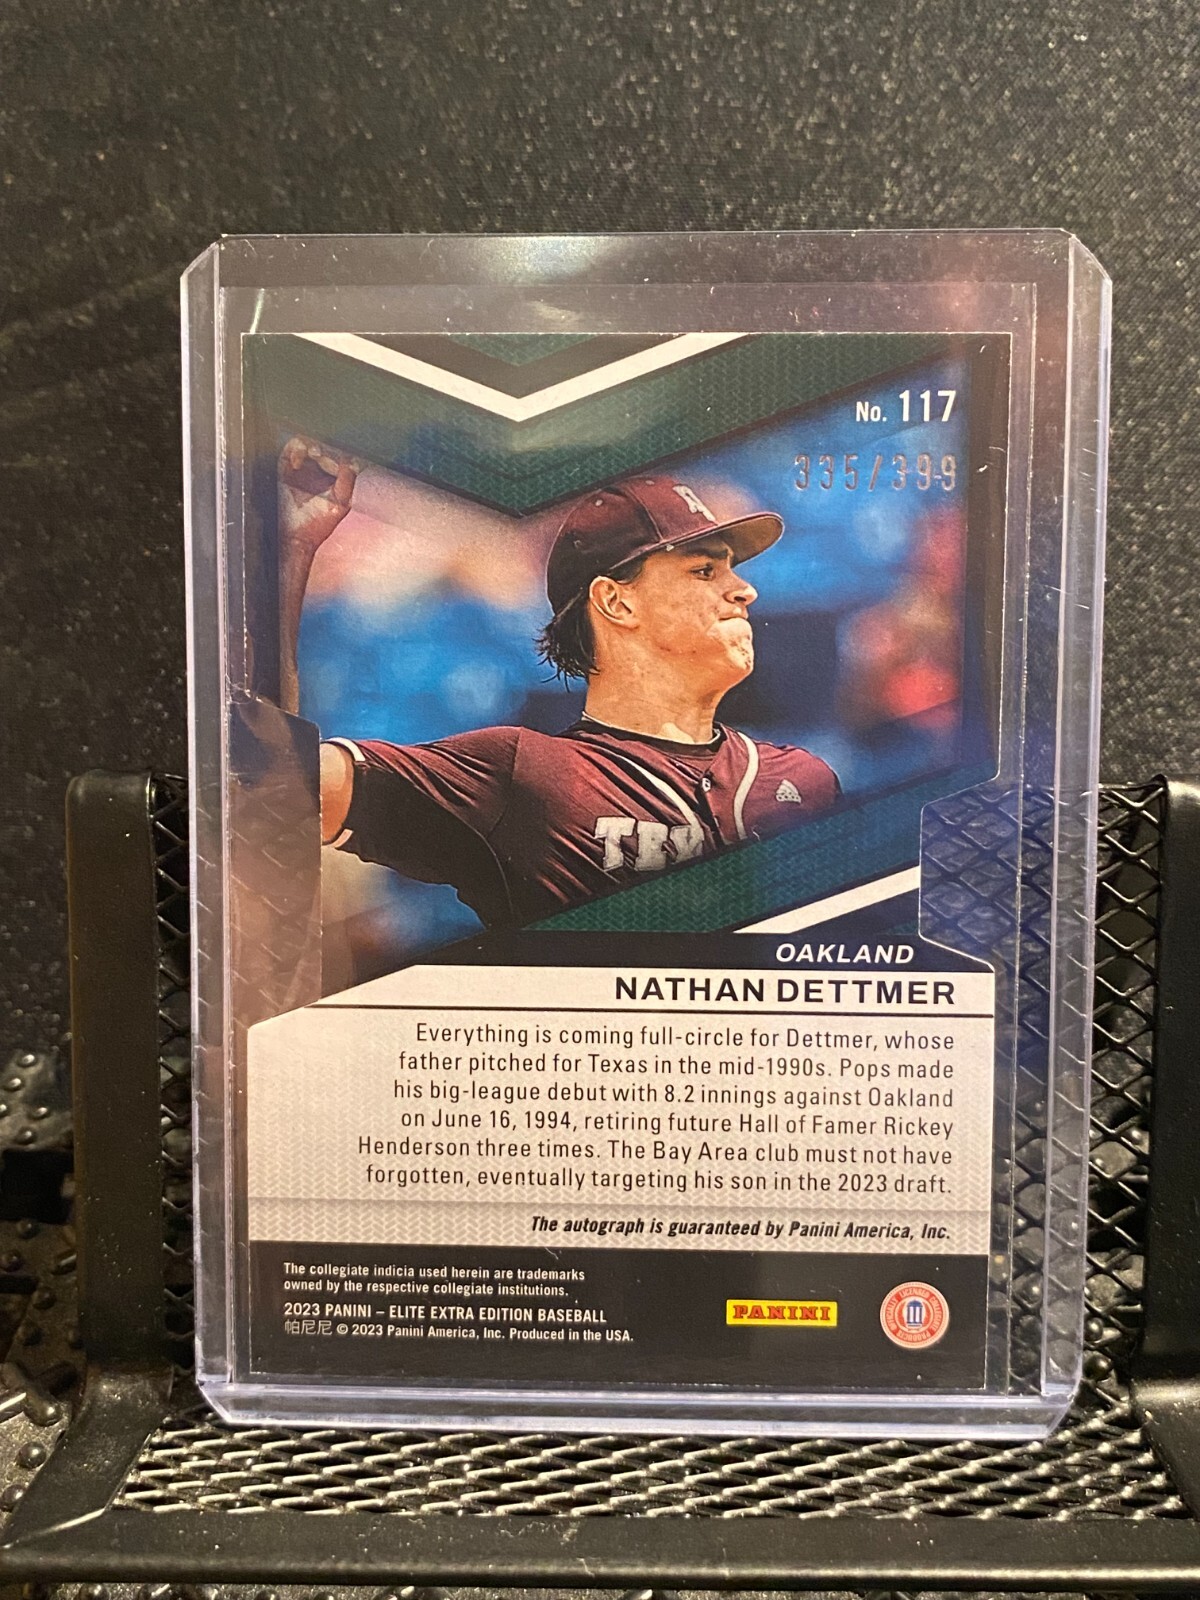 No. 117
335/399
A
TEX
OAKLAND
NATHAN DETTMER
Everything is coming full-circle for Dettmer, whose
father pitched for Texas in the mid-1990s. Pops made
his big-league debut with 8.2 innings against Oakland
on June 16, 1994, retiring future Hall of Famer Rickey
Henderson three times. The Bay Area club must not have
forgotten, eventually targeting his son in the 2023 draft.
The autograph is guaranteed by Panini America, Inc.
The collegiate indicia used herein are trademarks
owned by the respective collegiate institutions.
2023 PANINI – ELITE EXTRA EDITION BASEBALL
帕尼尼 © 2023 Panini America, Inc. Produced in the USA.
PANINI
OFFICIALLY LICENSED COLLEGIATE PRODUCTS